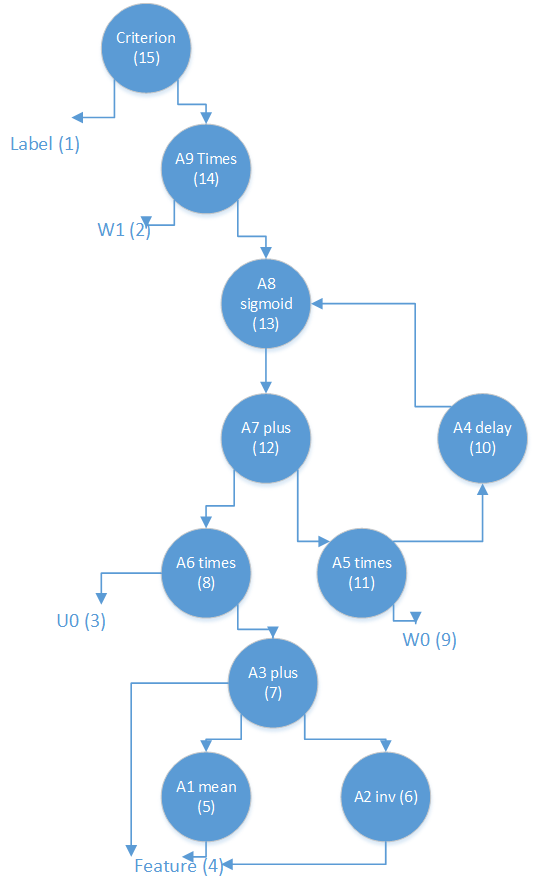 Criterion
(15)
Label (1)
A9 Times
(14)
W1 (2)
A8
sigmoid
(13)
A7 plus
(12)
A4 delay
(10)
A6 times
(8)
A5 times
(11)
U0 (3)
W0 (9)
A3 plus
(7)
A1 mean
(5)
A2 inv (6)
Feature (4)